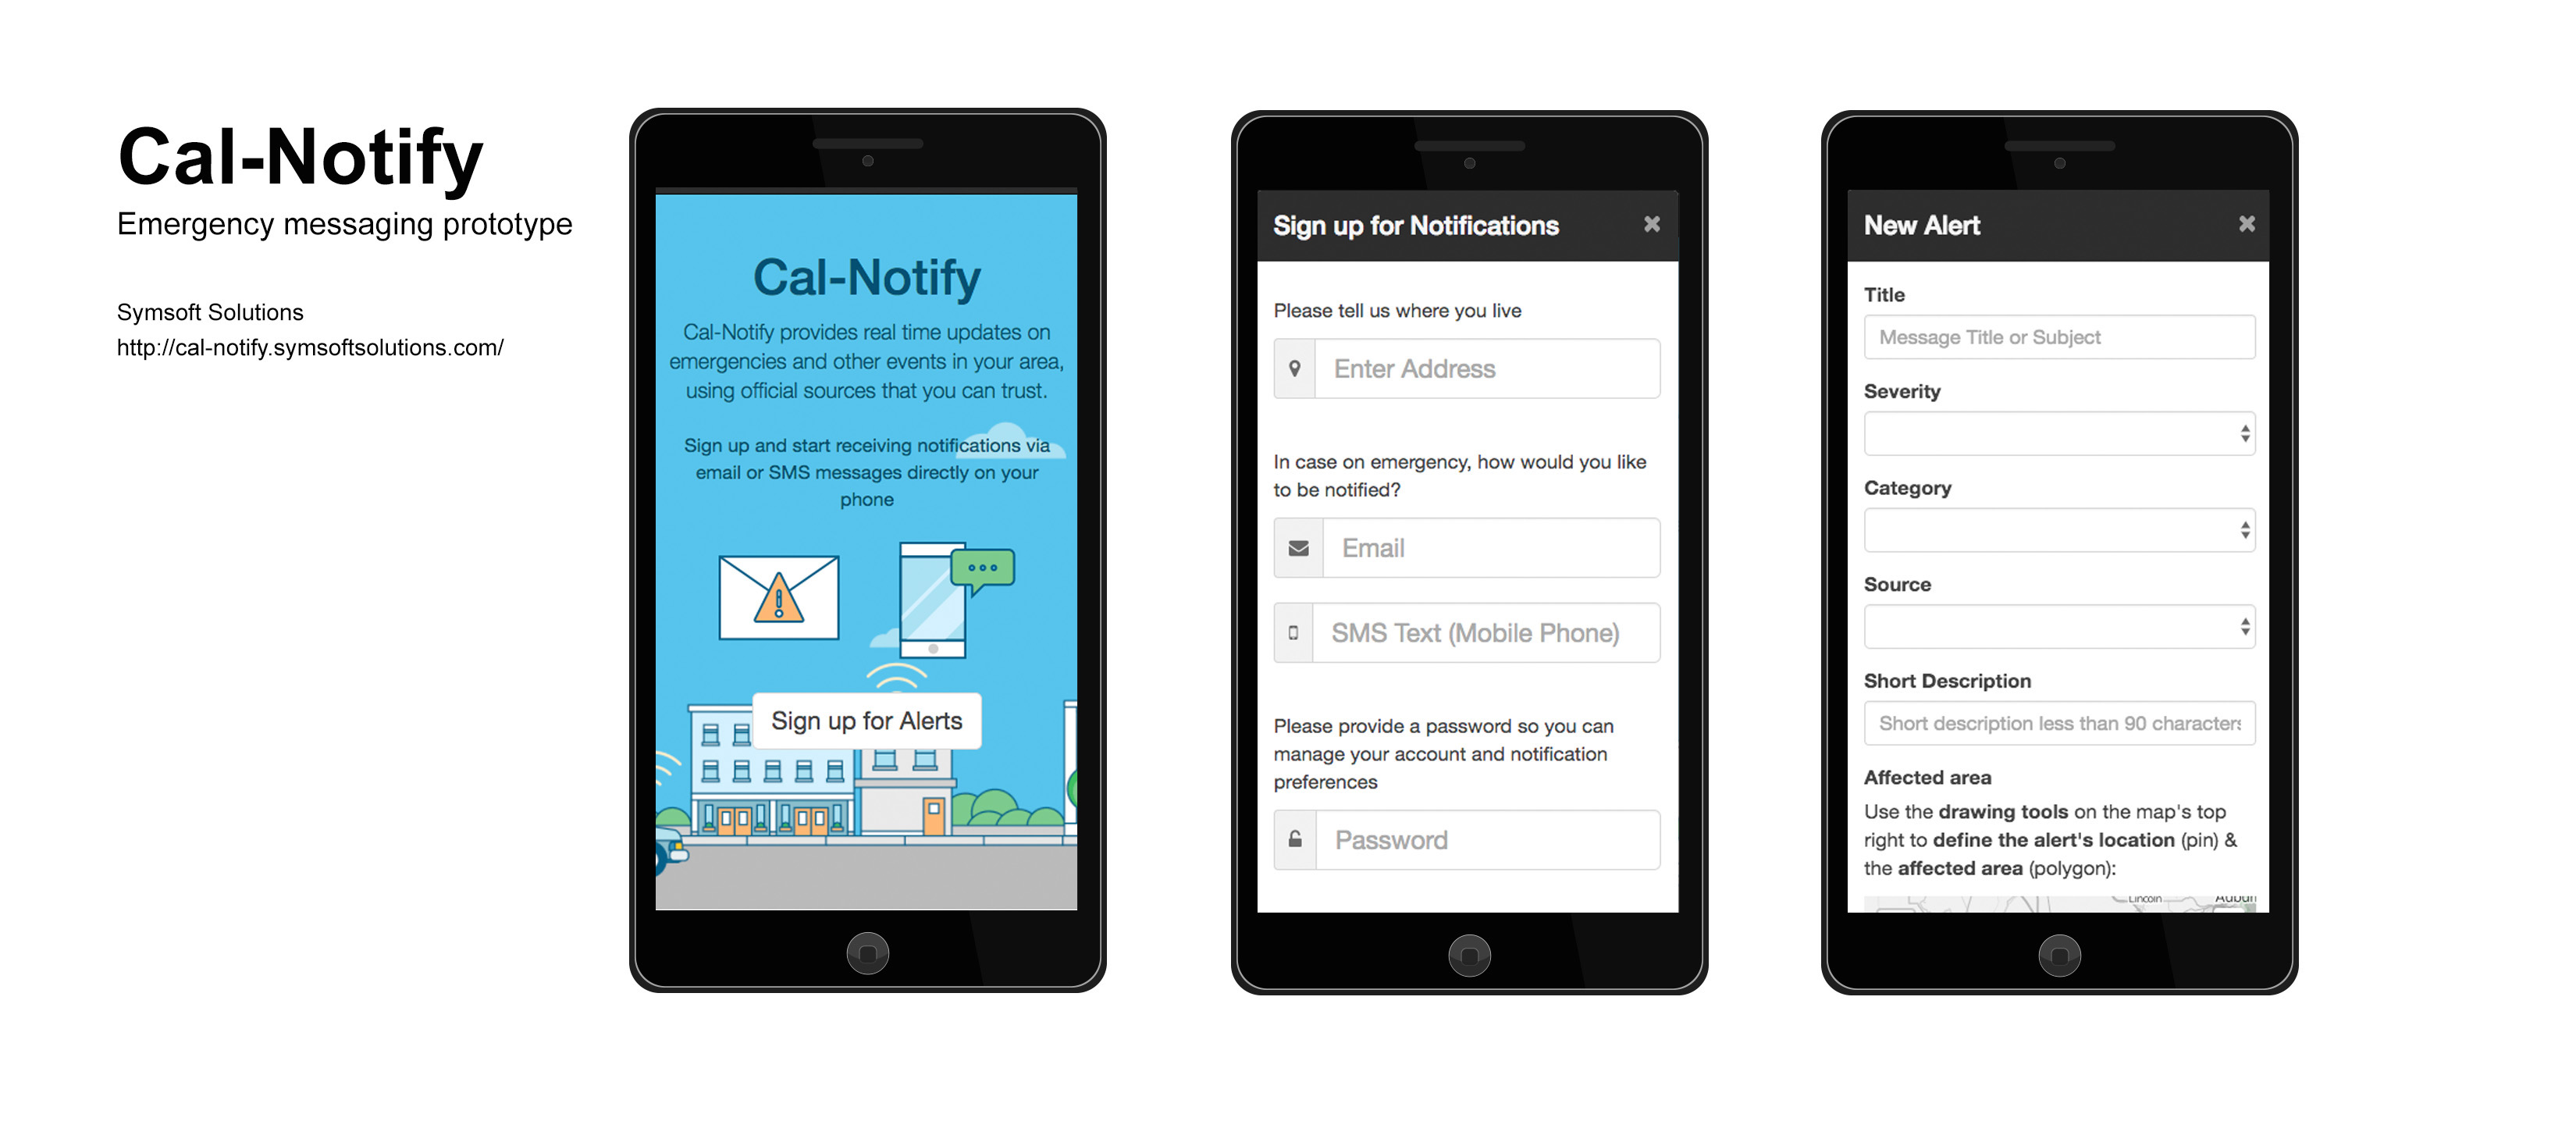 Cal-Notify
Emergency messaging prototype
Symsoft Solutions
http://cal-notify.symsoftsolutions.com/
Cal-Notify
Cal-Notify provides real time updates on
emergencies and other events in your area,
using official sources that you can trust.
Sign up and start receiving notifications via
email or SMS messages directly on your
phone
Sign up for Alerts
Sign up for Notifications
Please tell us where you live
Enter Address
In case on emergency, how would you like
to be notified?
Email
SMS Text (Mobile Phone)
Please provide a password so you can
manage your account and notification
preferences
Password
New Alert
Title
Message Title or Subject
Severity
Category
Source
Short Description
Short description less than 90 characters
Affected area
Use the drawing tools on the map's top
right to define the alert's location (pin) &
the affected area (polygon):
Lincoln
Auburn